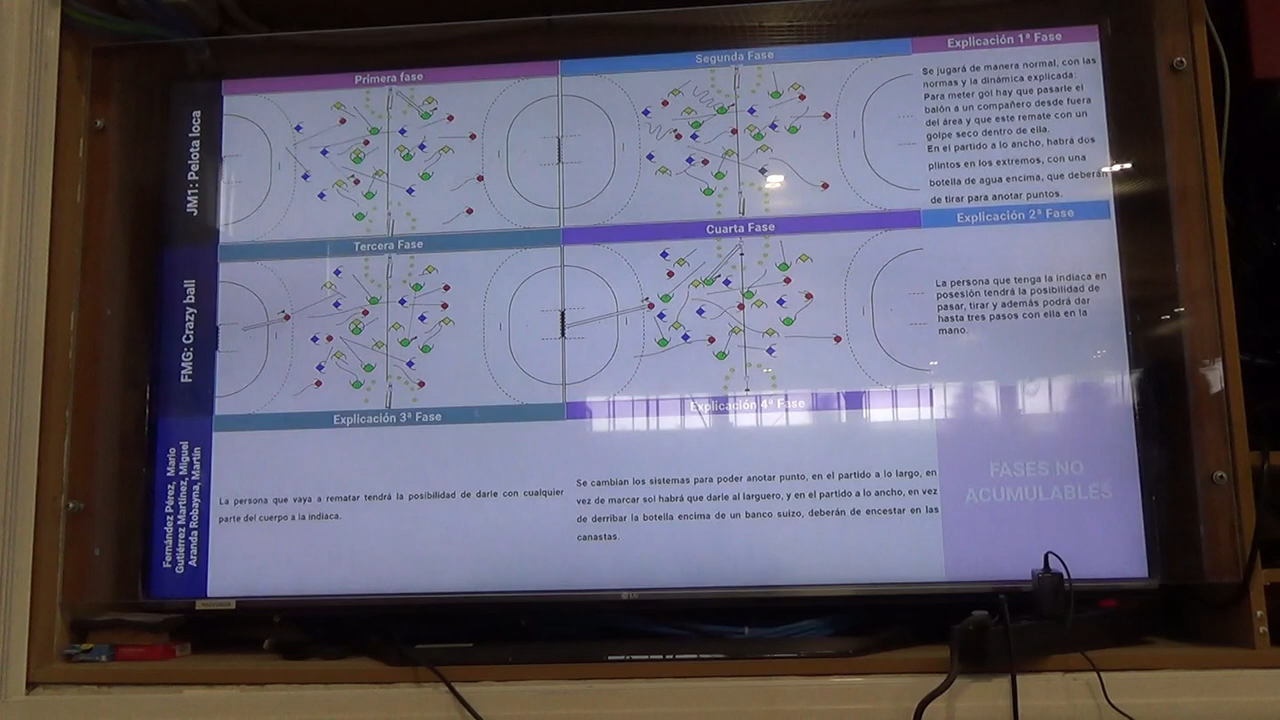 JM1: Pelota loca
FMG: Crazy ball
Fernández Pérez, Mario
Gutiérrez Martínez, Miguel
Aranda Robayna, Martín
Primera fase
Segunda Fase
Explicación 1ª Fase
Se jugará de manera normal, con las
normas y la dinámica explicada:
Para meter gol hay que pasarle el
balón a un compañero desde fuera
del área y que este remate con un
golpe seco dentro de ella.
En el partido a lo ancho, habrá dos
plintos en los extremos, con una
botella de agua encima, que deberán
de tirar para anotar puntos.
Tercera Fase
Cuarta Fase
Explicación 2ª Fase
La persona que tenga la indiaca en
posesión tendrá la posibilidad de
pasar, tirar y además podrá dar
hasta tres pasos con ella en la
mano.
Explicación 3ª Fase
La persona que vaya a rematar tendrá la posibilidad de darle con cualquier
parte del cuerpo a la indiaca.
Explicación 4ª Fase
Se cambian los sistemas para poder anotar punto, en el partido a lo largo, en
vez de marcar sol habrá que darle al larguero, y en el partido a lo ancho, en vez
de derribar la botella encima de un banco suizo, deberán de encestar en las
canastas.
FASES NO
ACUMULABLES
LG